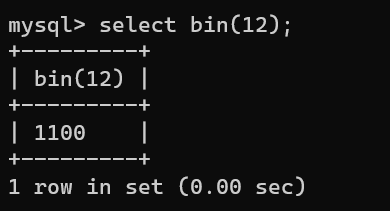 mysql> select bin(12);
+---------+
| bin(12) |
+---------+
| 1100    |
+---------+
1 row in set (0.00 sec)